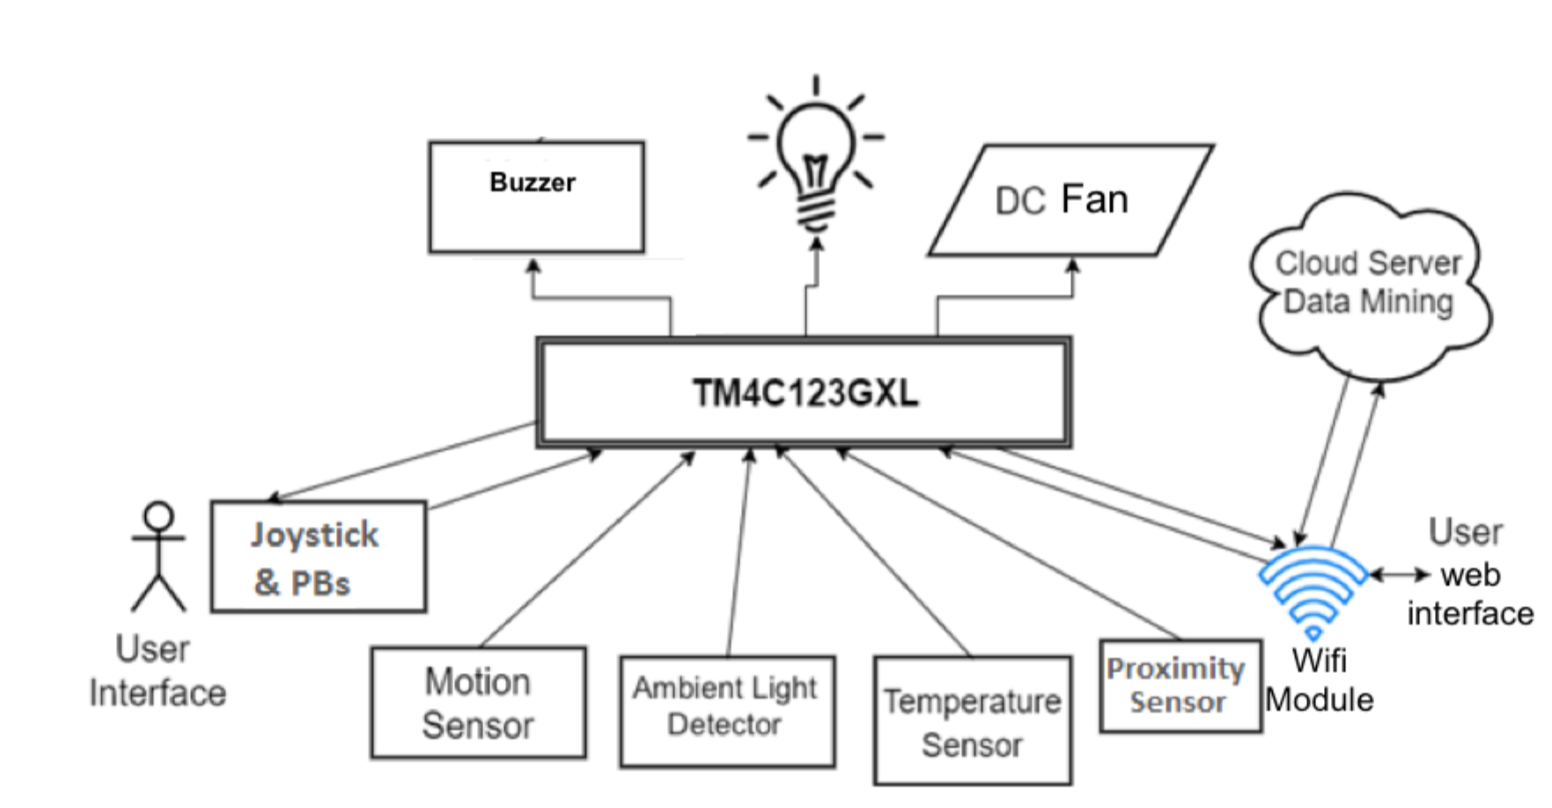 Buzzer
DC Fan
Cloud Server
Data Mining
TM4C123GXL
Joystick
& PBs
User
Interface
Motion
Sensor
Ambient Light
Detector
Temperature
Sensor
Proximity
Sensor
Wifi
Module
User
web
interface